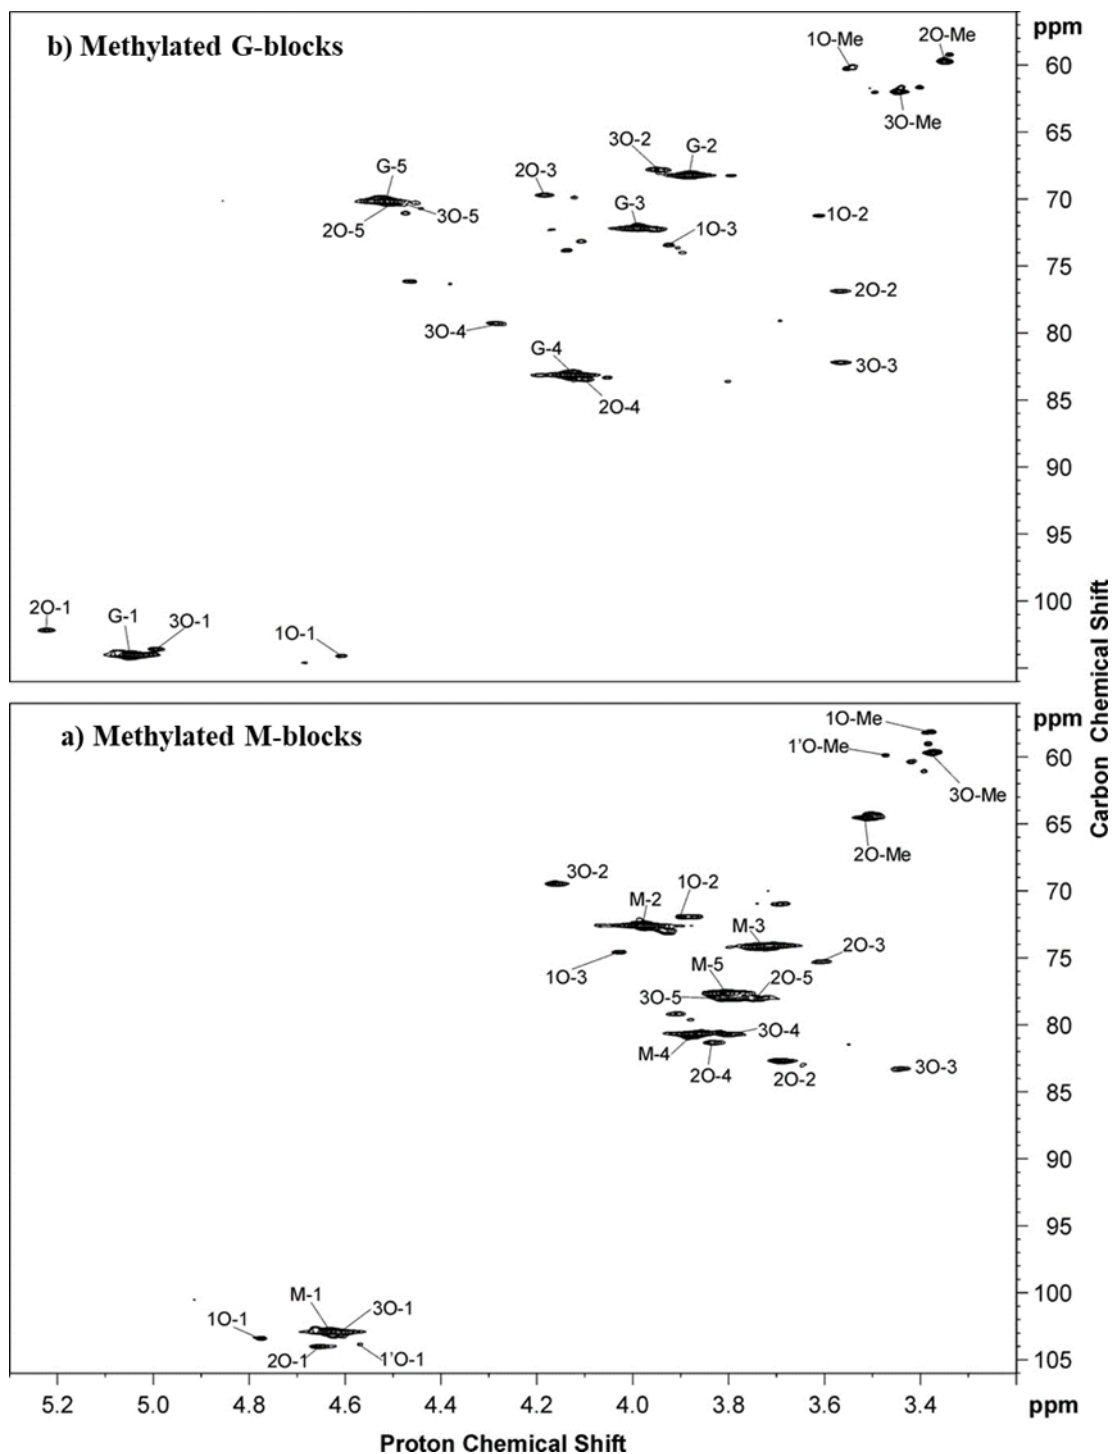 b) Methylated G-blocks
ppm
1O-Me
2O-Me
60
3O-Me
65
3O-2
G-2
G-5
2O-3
70
2O-5
3O-5
G-3
1O-2
1O-3
75
2O-2
3O-4
80
G-4
3O-3
2O-4
85
90
95
2O-1
G-1
3O-1
1O-1
100
Carbon Chemical Shift
a) Methylated M-blocks
ppm
1O-Me
1'O-Me
60
3O-Me
65
2O-Me
3O-2
70
M-2
1O-2
M-3
2O-3
75
1O-3
M-5
2O-5
3O-5
80
3O-4
M-4
2O-4
2O-2
3O-3
85
90
95
M-1
3O-1
100
1O-1
2O-1
1'O-1
105
5.2 5.0 4.8 4.6 4.4 4.2 4.0 3.8 3.6 3.4 ppm
Proton Chemical Shift